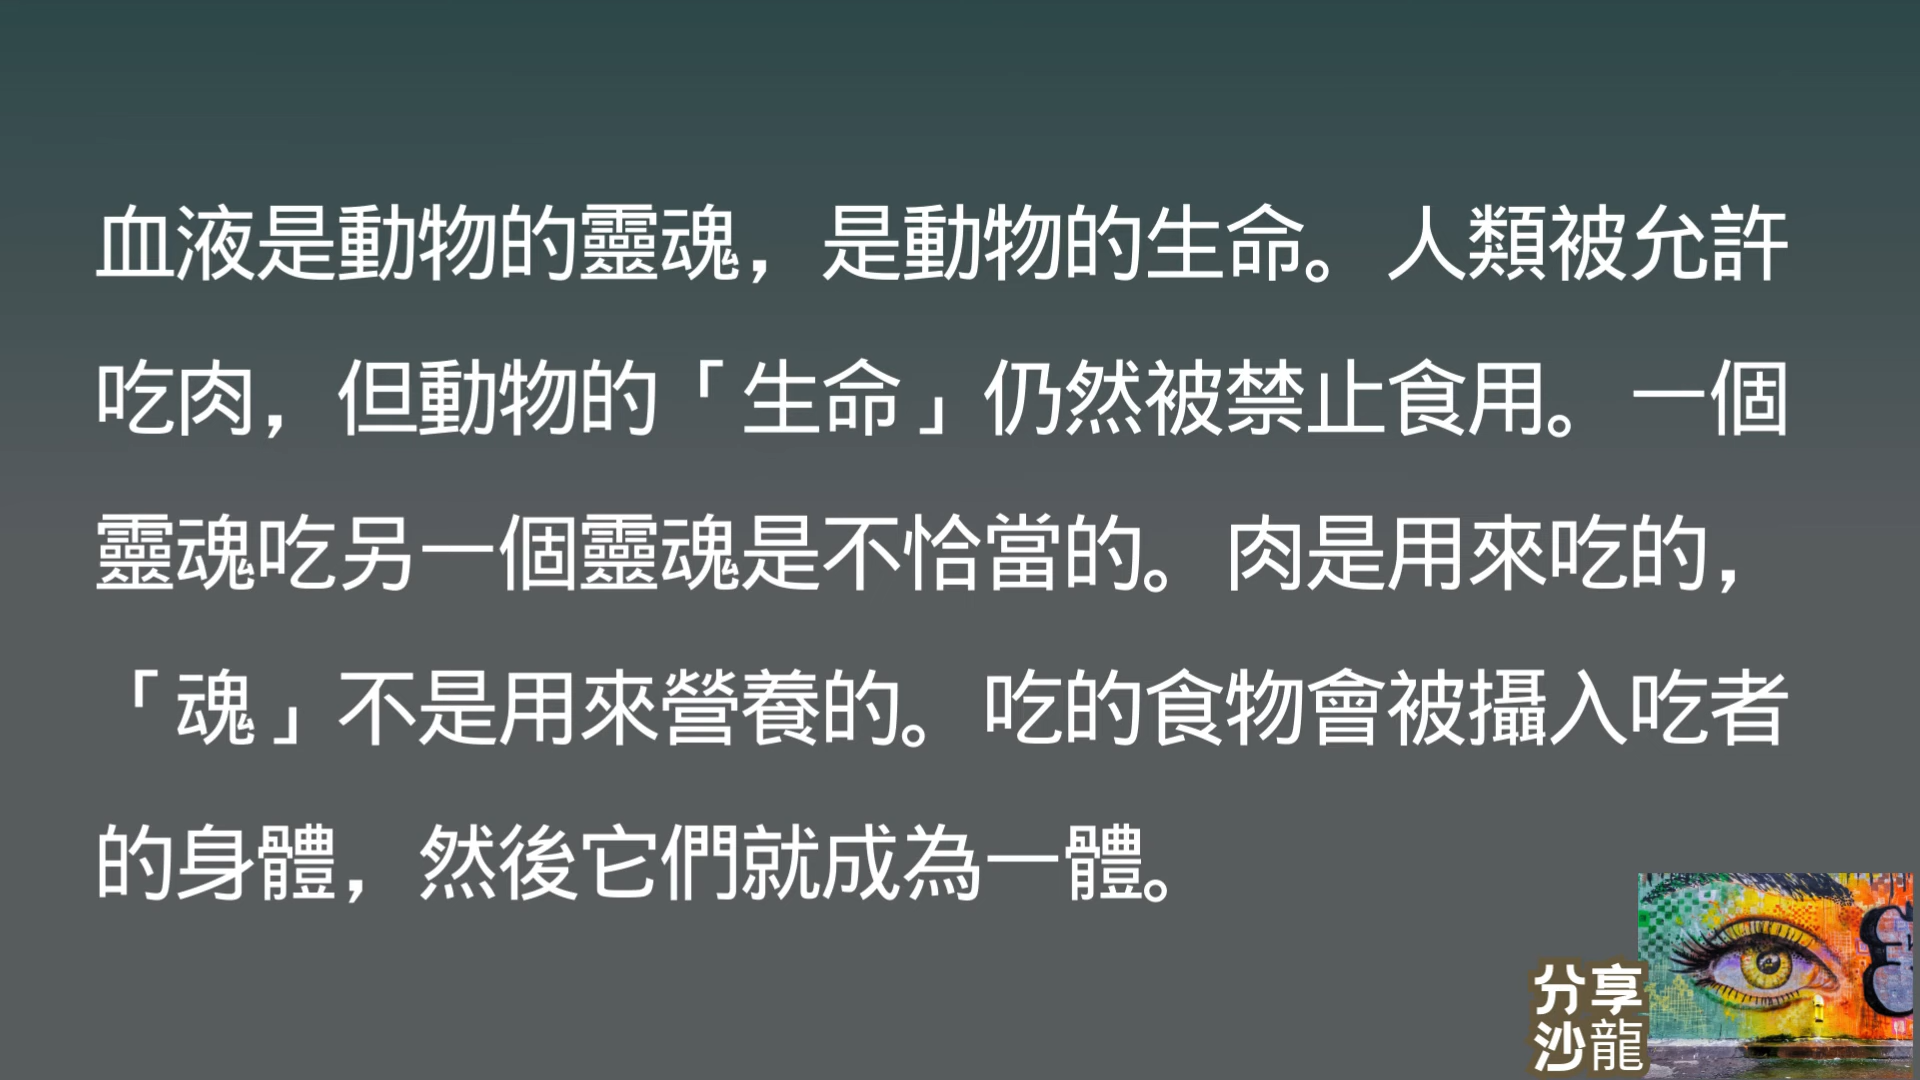 血液是動物的靈魂，是動物的生命。人類被允許
吃肉，但動物的「生命」仍然被禁止食用。一個
靈魂吃另一個靈魂是不恰當的。肉是用來吃的，
「魂」不是用來營養的。吃的食物會被攝入吃者
的身體，然後它們就成為一體。
分享
沙龍